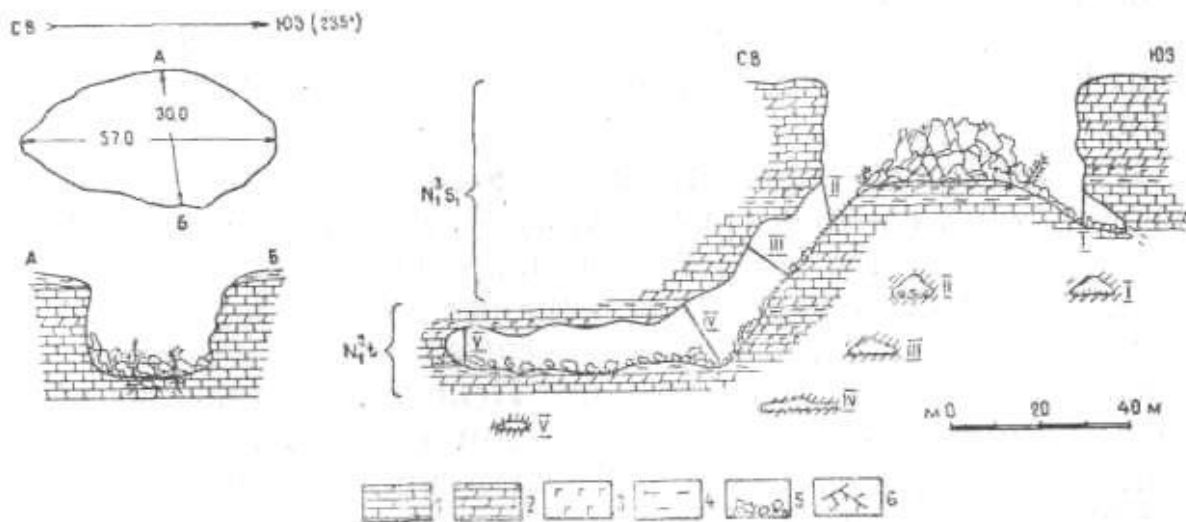 СВ ЮЗ (235°)
А
30.0
57.0
Б
А Б
СВ ЮЗ
N₁³S₁
N₁³t
II
III
IV
V
I
II I
III
IV
V
м 0 20 40 м
1 2 3 4 5 6